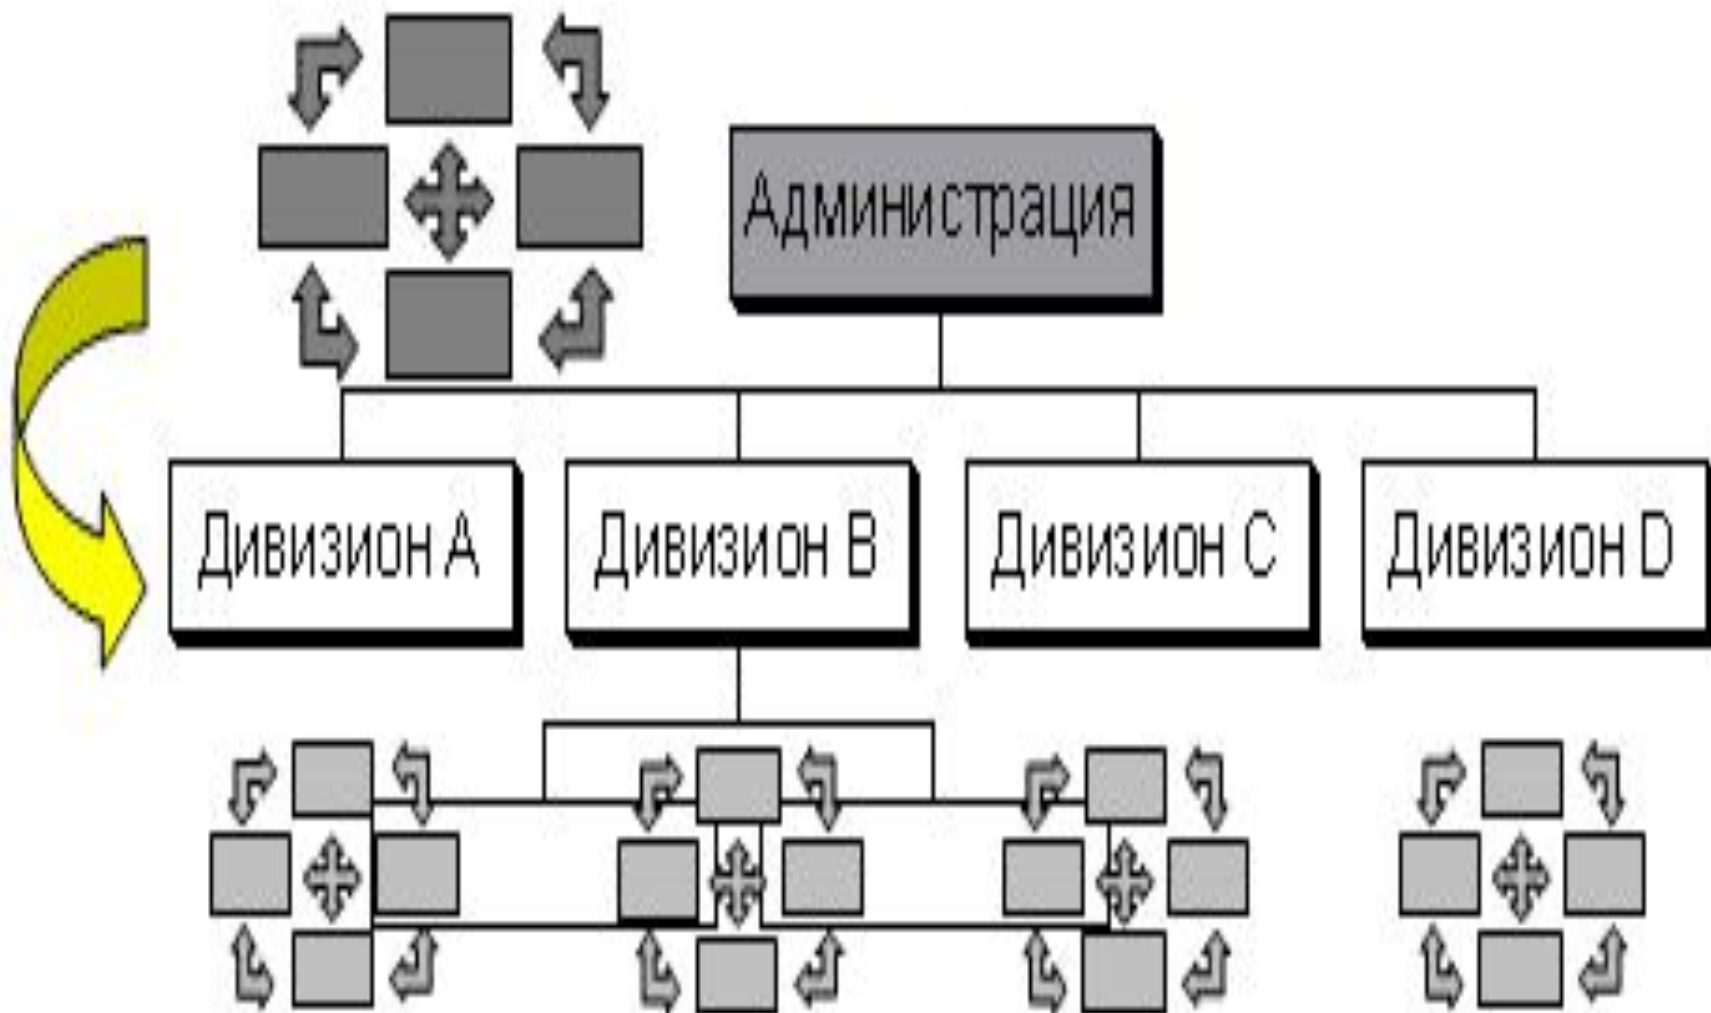 Администрация
Дивизион A
Дивизион B
Дивизион C
Дивизион D